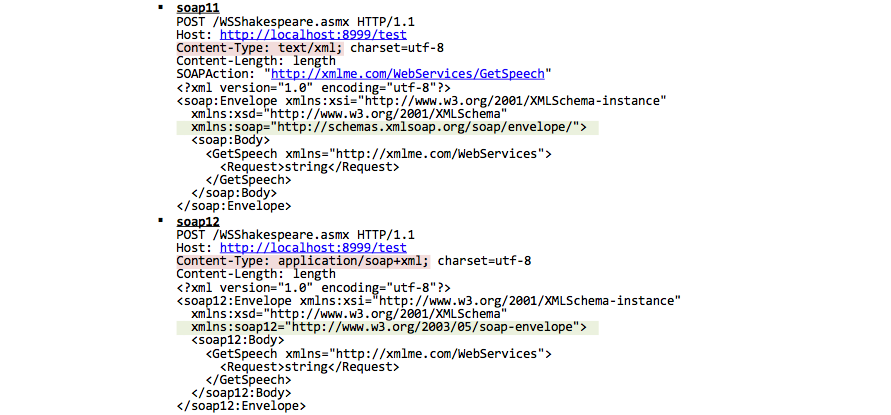 ▪ soap11
POST /WSShakespeare.asmx HTTP/1.1
Host: http://localhost:8999/test
Content-Type: text/xml; charset=utf-8
Content-Length: length
SOAPAction: "http://xmlme.com/WebServices/GetSpeech"
<?xml version="1.0" encoding="utf-8"?>
<soap:Envelope xmlns:xsi="http://www.w3.org/2001/XMLSchema-instance"
xmlns:xsd="http://www.w3.org/2001/XMLSchema"
xmlns:soap="http://schemas.xmlsoap.org/soap/envelope/">
<soap:Body>
<GetSpeech xmlns="http://xmlme.com/WebServices">
<Request>string</Request>
</GetSpeech>
</soap:Body>
</soap:Envelope>
▪ soap12
POST /WSShakespeare.asmx HTTP/1.1
Host: http://localhost:8999/test
Content-Type: application/soap+xml; charset=utf-8
Content-Length: length
<?xml version="1.0" encoding="utf-8"?>
<soap12:Envelope xmlns:xsi="http://www.w3.org/2001/XMLSchema-instance"
xmlns:xsd="http://www.w3.org/2001/XMLSchema"
xmlns:soap12="http://www.w3.org/2003/05/soap-envelope">
<soap12:Body>
<GetSpeech xmlns="http://xmlme.com/WebServices">
<Request>string</Request>
</GetSpeech>
</soap12:Body>
</soap12:Envelope>